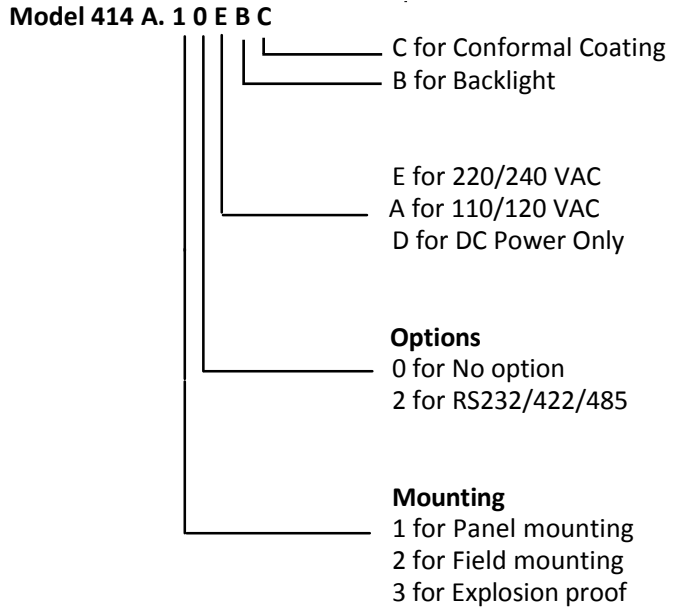 Model 414 A. 1 0 E B C
C for Conformal Coating
B for Backlight
E for 220/240 VAC
A for 110/120 VAC
D for DC Power Only
Options
0 for No option
2 for RS232/422/485
Mounting
1 for Panel mounting
2 for Field mounting
3 for Explosion proof